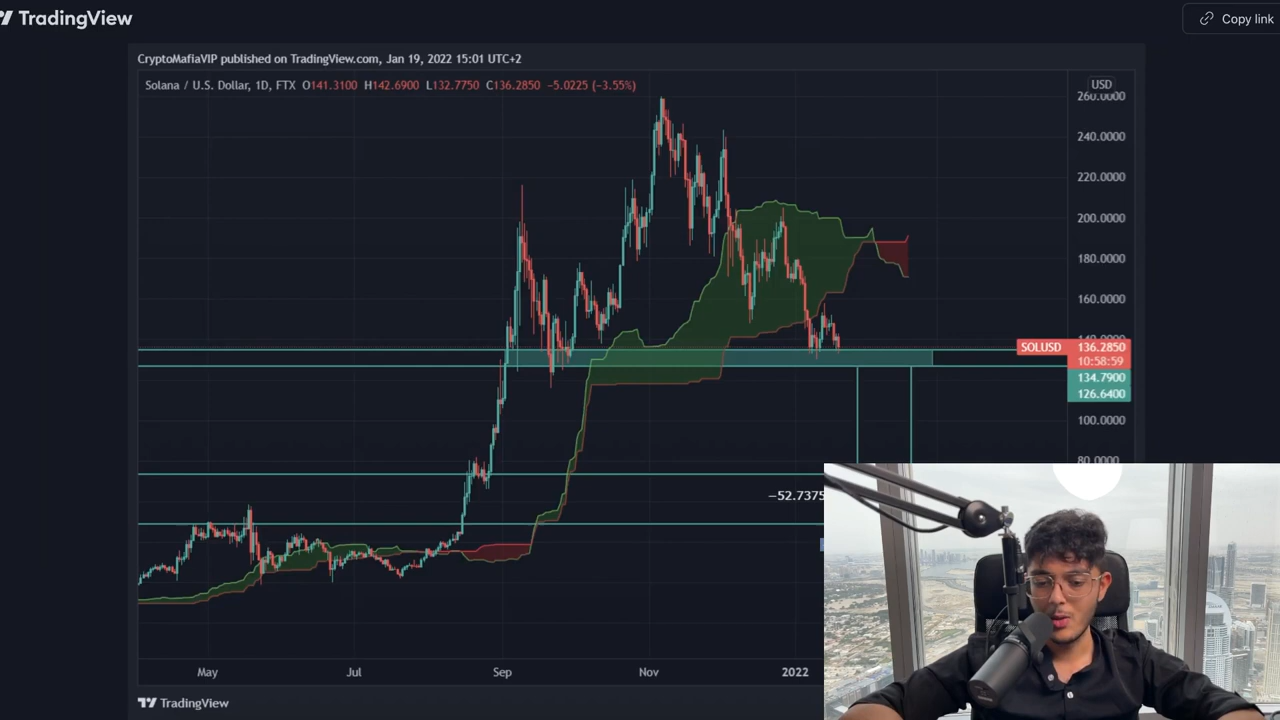 TradingView
Copy link
CryptoMafiaVIP published on TradingView.com, Jan 19, 2022 15:01 UTC+2
Solana / U.S. Dollar, 1D, FTX O141.3100 H142.6900 L132.7750 C136.2850 −5.0225 (−3.55%)
USD
260.0000
240.0000
220.0000
200.0000
180.0000
160.0000
140.0000
SOLUSD 136.2850
10:58:59
134.7900
126.6400
100.0000
80.0000
−52.7375
May Jul Sep Nov 2022
TradingView